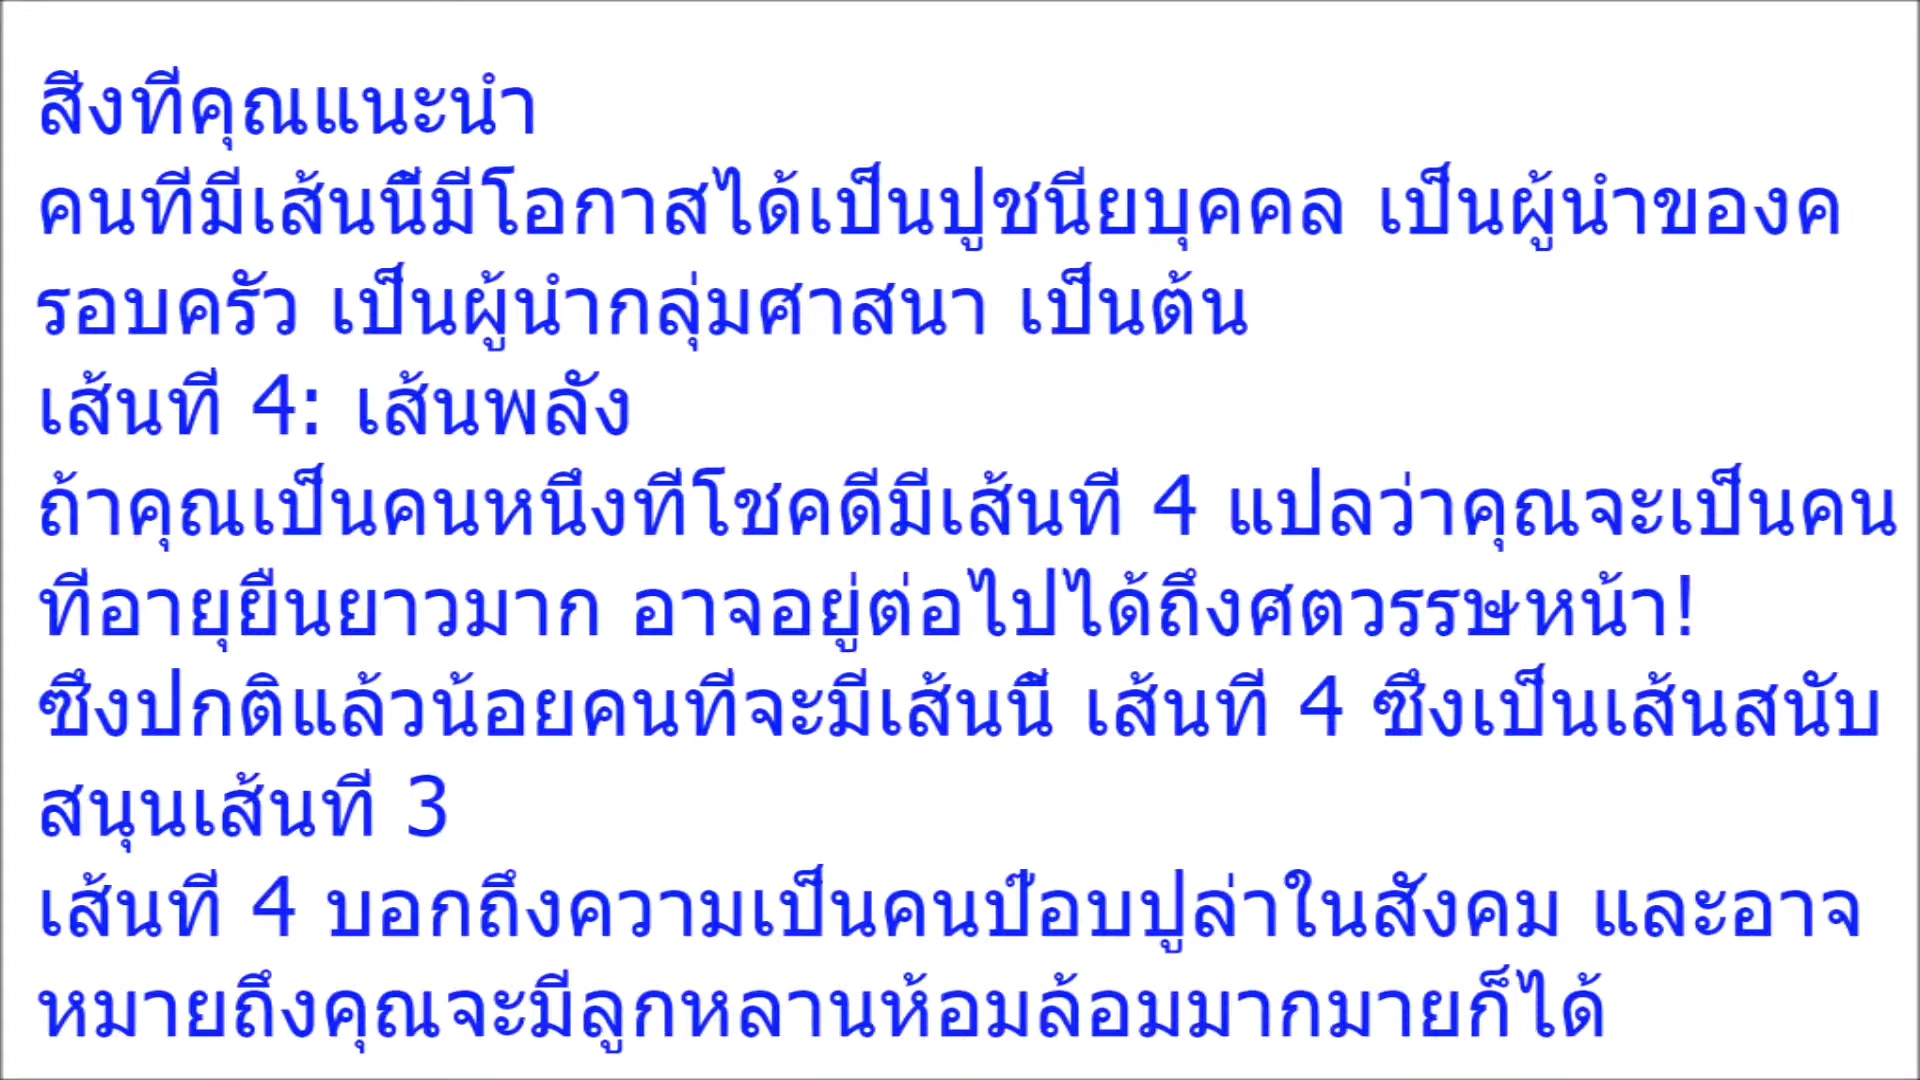 สิ่งที่คุณแนะนำ
คนที่มีเส้นนี้มีโอกาสได้เป็นปูชนียบุคคล เป็นผู้นำของค
รอบครัว เป็นผู้นำกลุ่มศาสนา เป็นต้น
เส้นที่ 4: เส้นพลัง
ถ้าคุณเป็นคนหนึ่งที่โชคดีมีเส้นที่ 4 แปลว่าคุณจะเป็นคน
ที่อายุยืนยาวมาก อาจอยู่ต่อไปได้ถึงศตวรรษหน้า!
ซึ่งปกติแล้วน้อยคนที่จะมีเส้นนี้ เส้นที่ 4 ซึ่งเป็นเส้นสนับ
สนุนเส้นที่ 3
เส้นที่ 4 บอกถึงความเป็นคนป๊อบปูล่าในสังคม และอาจ
หมายถึงคุณจะมีลูกหลานห้อมล้อมมากมายก็ได้